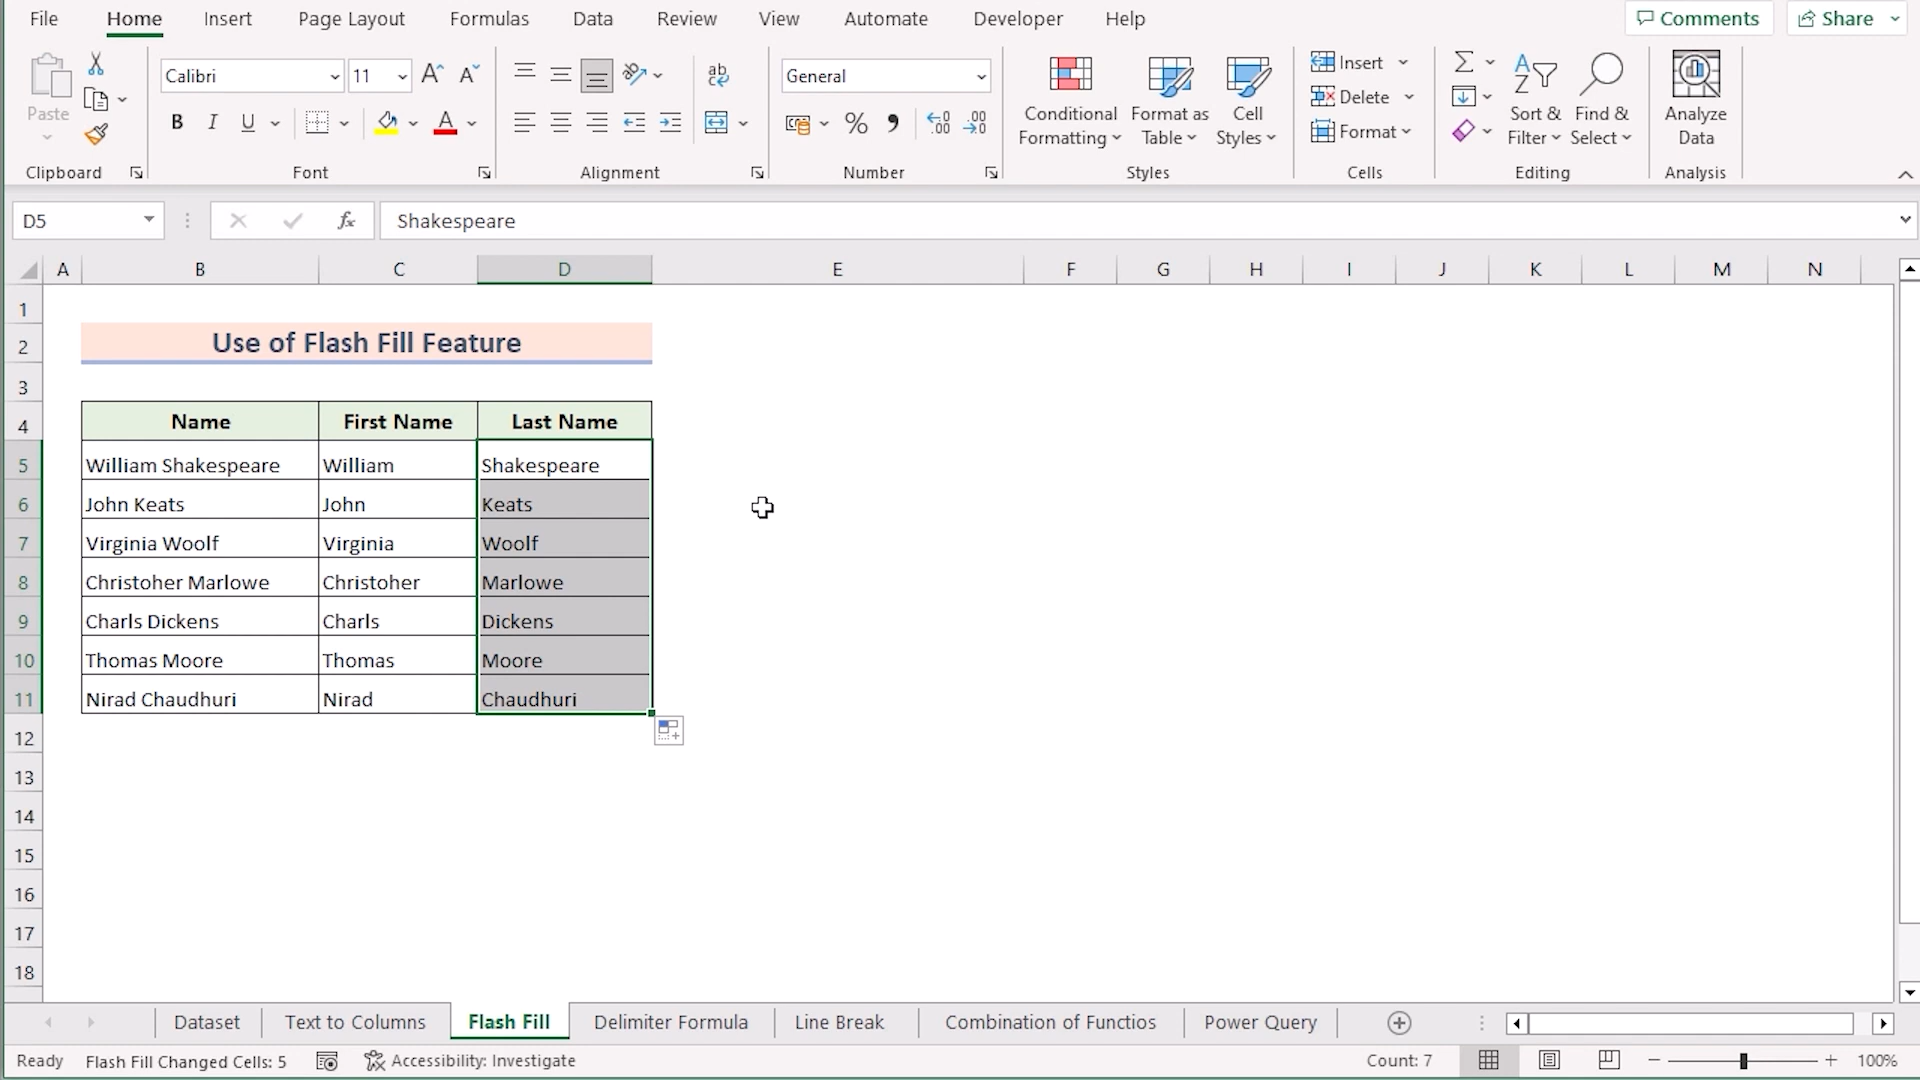 File Home Insert Page Layout Formulas Data Review View Automate Developer Help Comments Share
Calibri 11 ab General Insert
Paste Conditional Format as Cell Delete Sort & Find & Analyze
B I U % Formatting Table Styles Format Filter Select Data
Clipboard Font Alignment Number Styles Cells Editing Analysis
D5 fx Shakespeare
A B C D E F G H I J K L M N
1
2 Use of Flash Fill Feature
3
4 Name First Name Last Name
5 William Shakespeare William Shakespeare
6 John Keats John Keats
7 Virginia Woolf Virginia Woolf
8 Christoher Marlowe Christoher Marlowe
9 Charls Dickens Charls Dickens
10 Thomas Moore Thomas Moore
11 Nirad Chaudhuri Nirad Chaudhuri
12
13
14
15
16
17
18
Dataset Text to Columns Flash Fill Delimiter Formula Line Break Combination of Functios Power Query
Ready Flash Fill Changed Cells: 5 Accessibility: Investigate Count: 7 100%